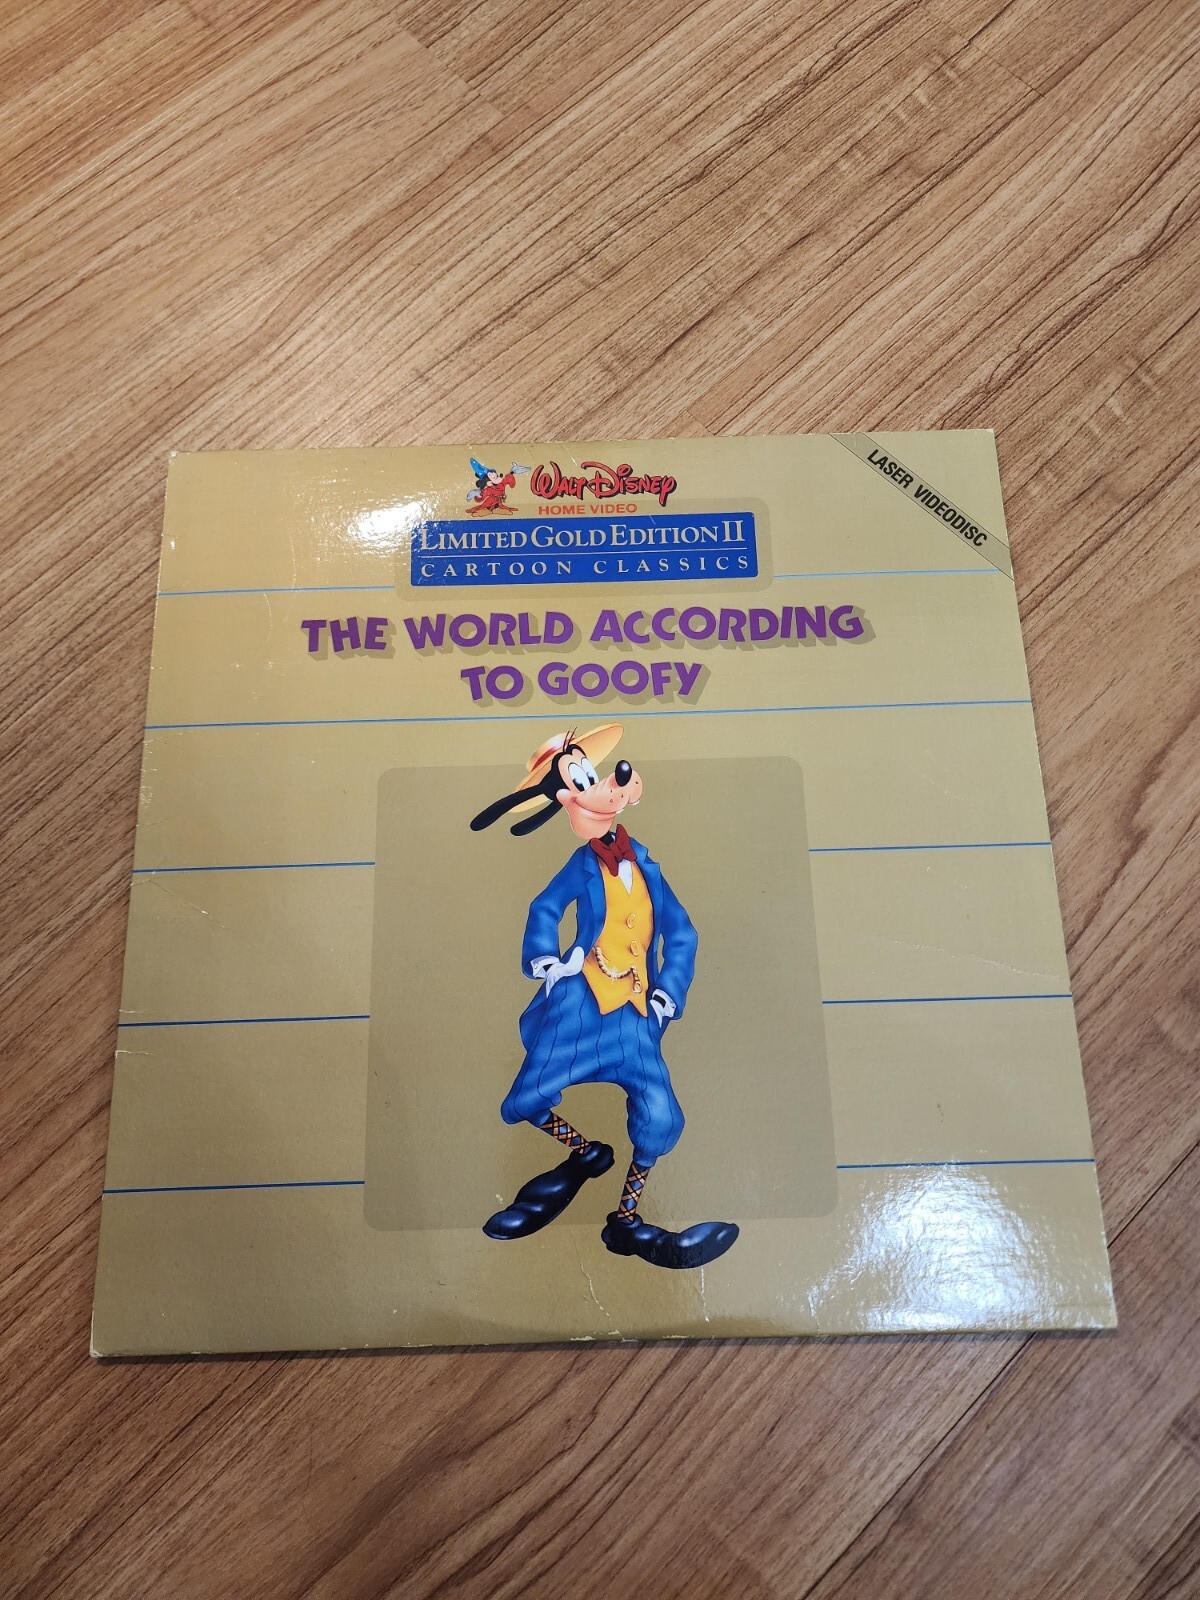 WALT DISNEY
HOME VIDEO
LASER VIDEODISC
LIMITED GOLD EDITION II
CARTOON CLASSICS
THE WORLD ACCORDING
TO GOOFY